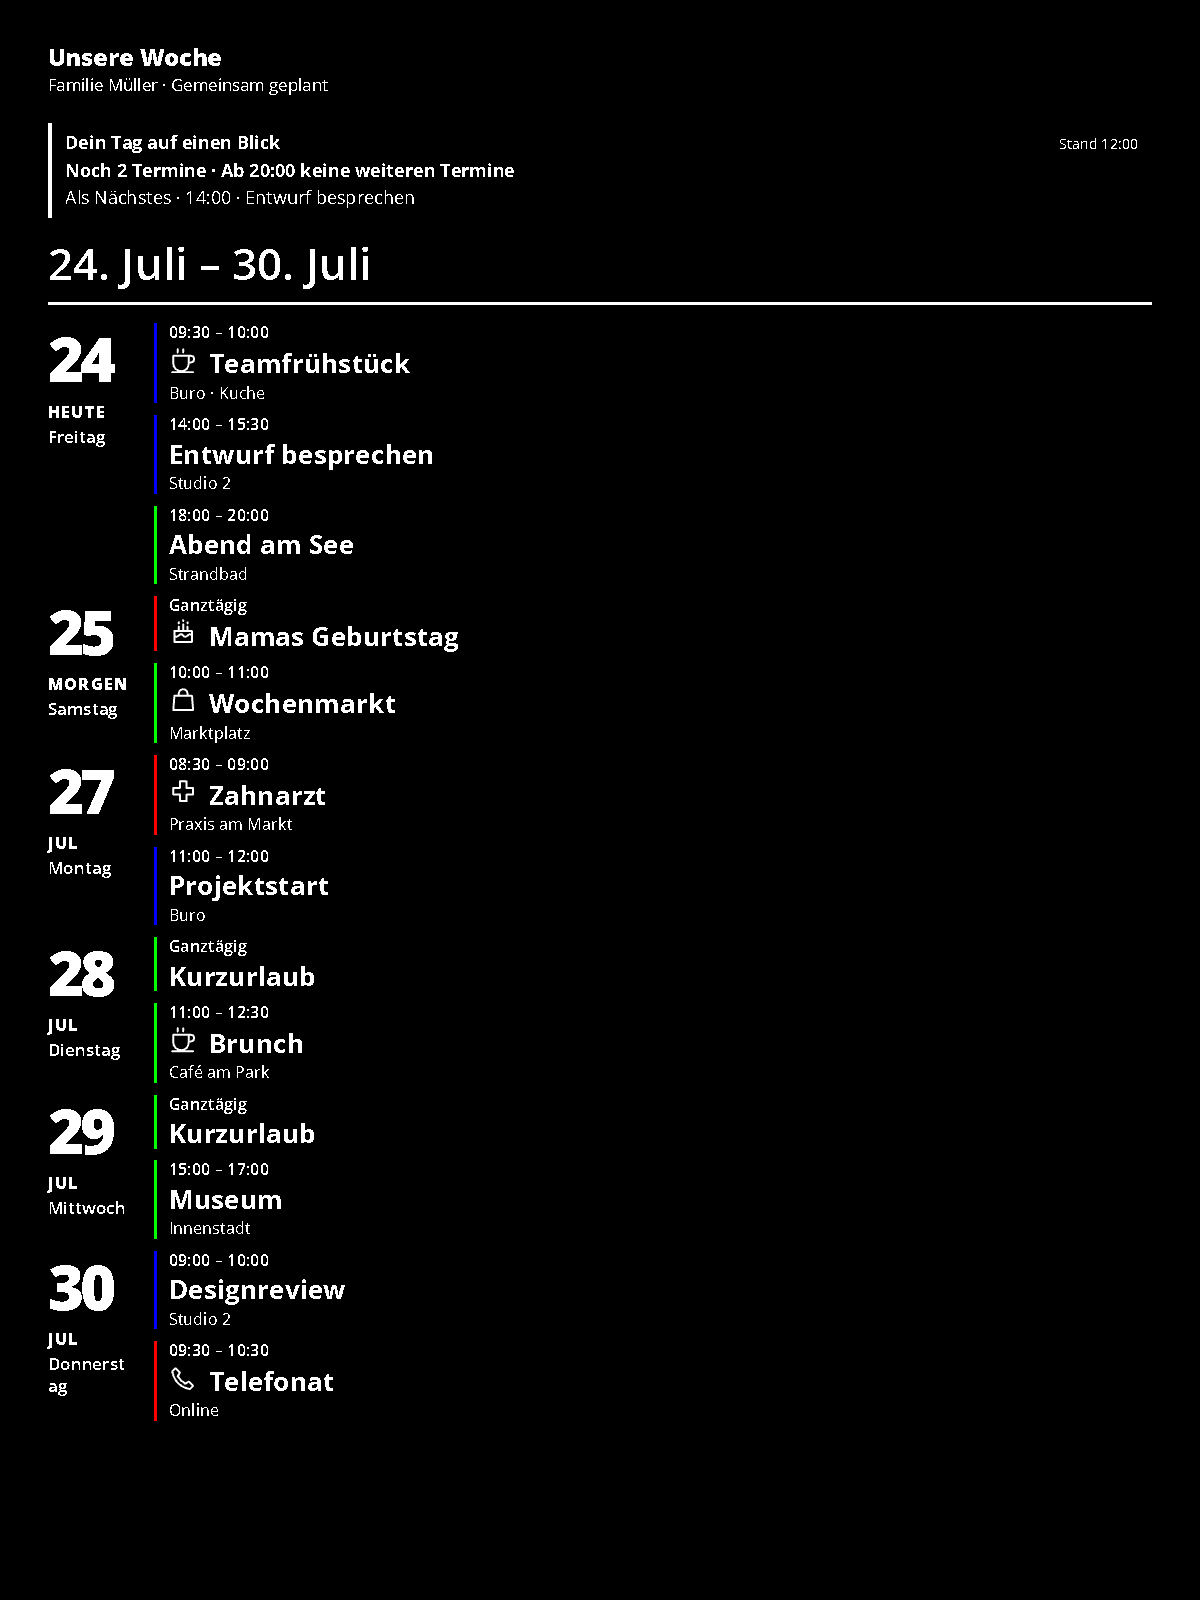 Unsere Woche
Familie Müller · Gemeinsam geplant
Dein Tag auf einen Blick
Stand 12:00
Noch 2 Termine · Ab 20:00 keine weiteren Termine
Als Nächstes · 14:00 · Entwurf besprechen
24. Juli – 30. Juli
24
HEUTE
Freitag
09:30 – 10:00
Teamfrühstück
Buro · Kuche
14:00 – 15:30
Entwurf besprechen
Studio 2
18:00 – 20:00
Abend am See
Strandbad
25
MORGEN
Samstag
Ganztägig
Mamas Geburtstag
10:00 – 11:00
Wochenmarkt
Marktplatz
27
JUL
Montag
08:30 – 09:00
Zahnarzt
Praxis am Markt
11:00 – 12:00
Projektstart
Buro
28
JUL
Dienstag
Ganztägig
Kurzurlaub
11:00 – 12:30
Brunch
Café am Park
29
JUL
Mittwoch
Ganztägig
Kurzurlaub
15:00 – 17:00
Museum
Innenstadt
30
JUL
Donnerst
ag
09:00 – 10:00
Designreview
Studio 2
09:30 – 10:30
Telefonat
Online